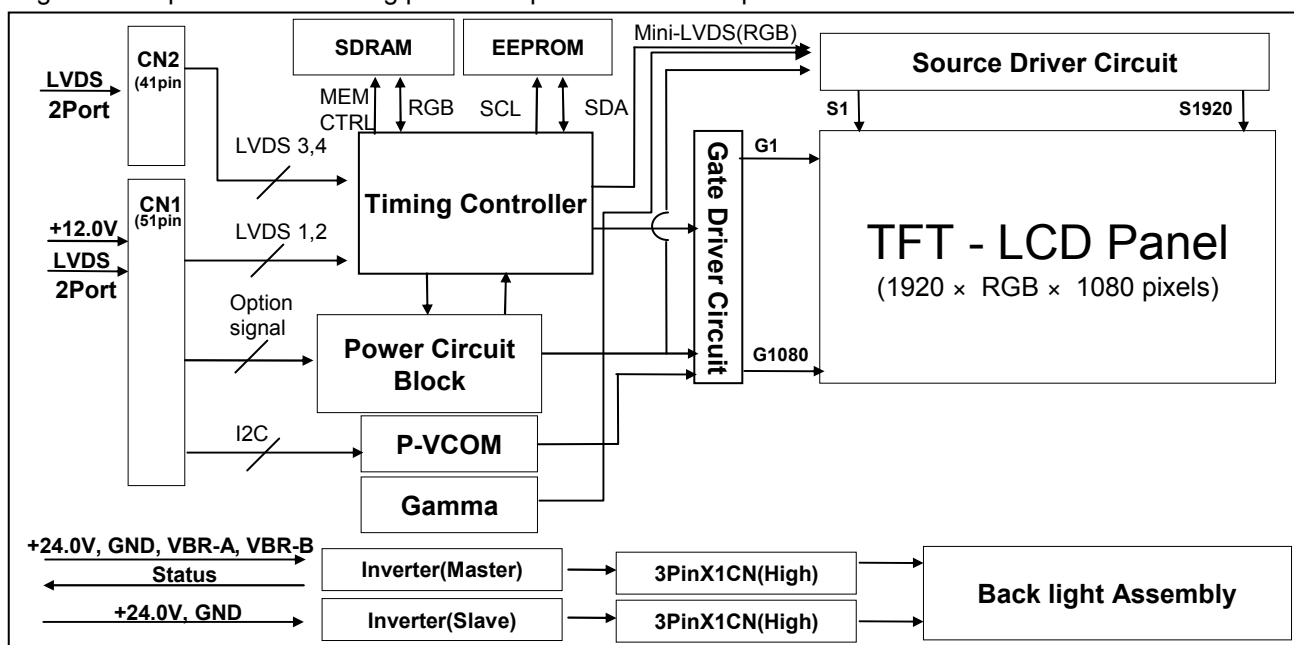 SDRAM
EEPROM
Mini-LVDS(RGB)
Source Driver Circuit
CN2
(41pin
LVDS
2Port
MEM
CTRL
RGB
SCL
SDA
S1
S1920
LVDS 3,4
Timing Controller
Gate Driver Circuit
G1
CN1
(51pin
+12.0V
LVDS
2Port
LVDS 1,2
TFT - LCD Panel
(1920 × RGB × 1080 pixels)
Option
signal
Power Circuit
Block
G1080
I2C
P-VCOM
Gamma
+24.0V, GND, VBR-A, VBR-B
Status
Inverter(Master)
3PinX1CN(High)
Back light Assembly
+24.0V, GND
Inverter(Slave)
3PinX1CN(High)